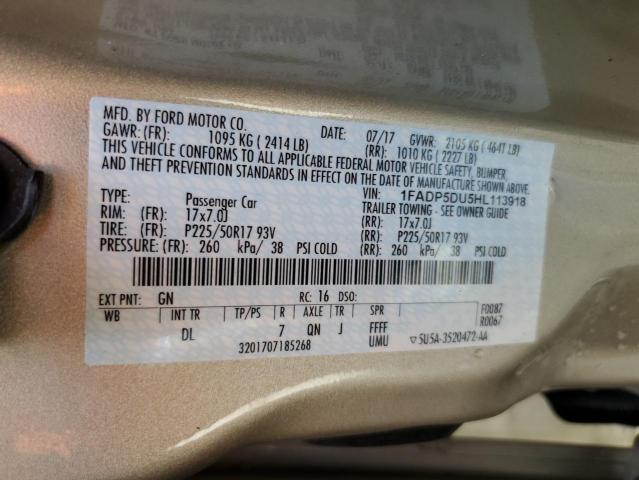 MFD. BY FORD MOTOR CO.
07/17 GVWR: 2105 KG ( 4641 LB)
GAWR: (FR): 1095 KG ( 2414 LB) (RR): 1010 KG ( 2227 LB)
THIS VEHICLE CONFORMS TO ALL APPLICABLE FEDERAL MOTOR VEHICLE SAFETY, BUMPER,
AND THEFT PREVENTION STANDARDS IN EFFECT ON THE DATE OF MANUFACTURE SHOWN ABOVE.
VIN: 1FADP5DU5HL113918
TYPE: Passenger Car TRAILER TOWING - SEE OWNER GUIDE
RIM: (FR): 17x7.0J (RR): 17x7.0J
TIRE: (FR): P225/50R17 93V (RR): P225/50R17 93V
PRESSURE: (FR): 260 kPa/ 38 PSI COLD (RR): 260 kPa/ 38 PSI COLD
EXT PNT: GN RC: 16 DSO:
F0087
R0067
WB INT TR TP/PS R AXLE TR SPR
DL 7 QN J FFFF
3201707185268 UMU ▽5U5A-3520472-AA